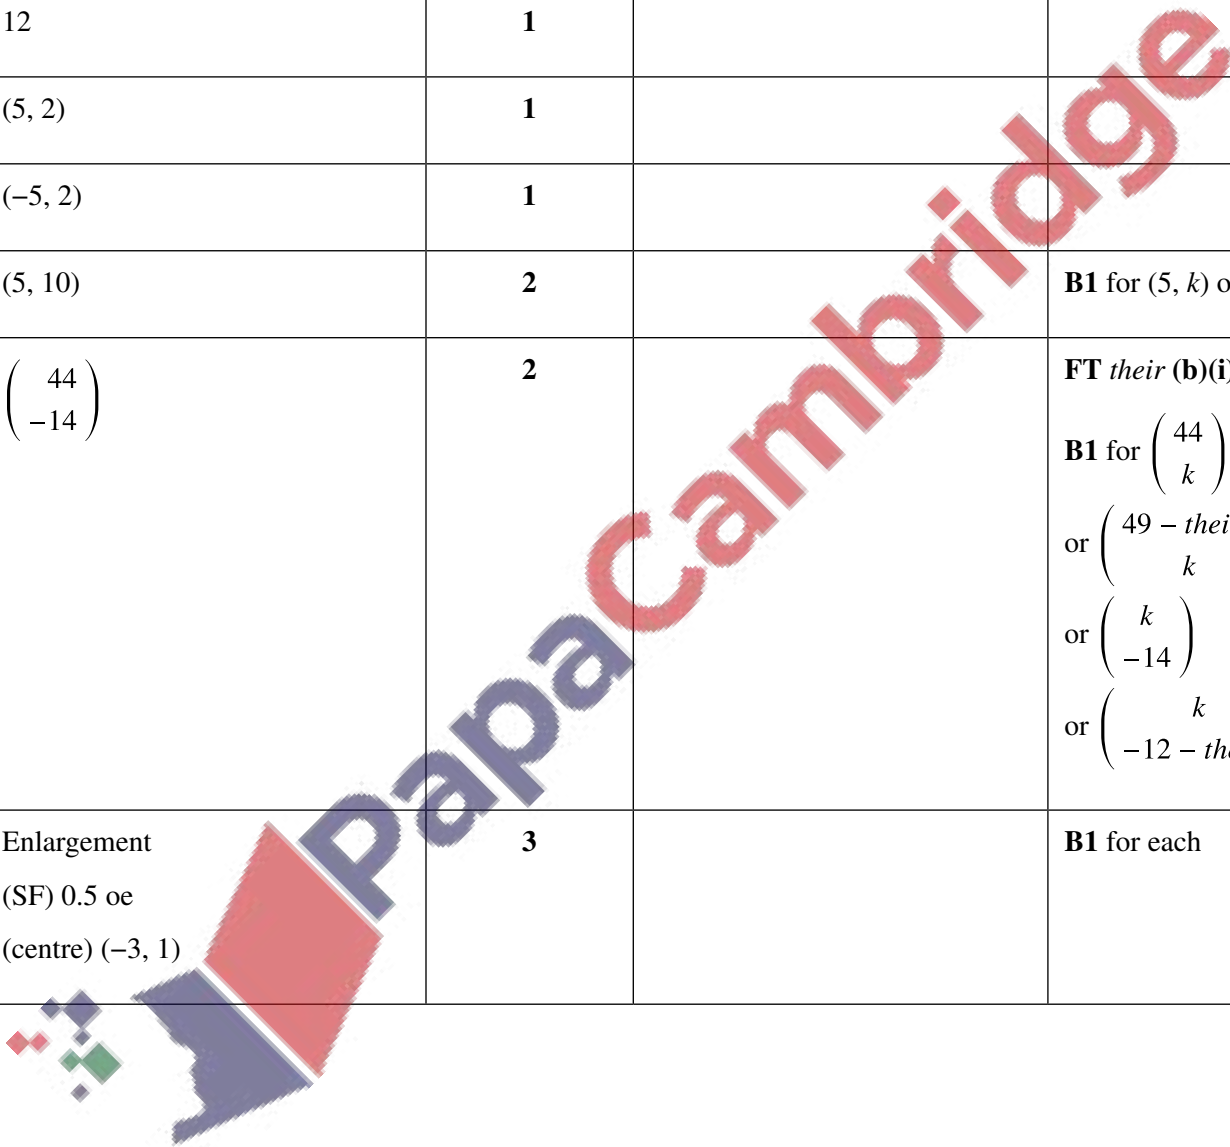 12 1
(5, 2) 1
(−5, 2) 1
(5, 10) 2 B1 for (5, k)
( 44 −14 ) 2 FT their (b)(i)
B1 for ( 44 k )
or ( 49 − k )
or ( k −14 )
or ( k −12 − )
Enlargement 3 B1 for each
(SF) 0.5 oe
(centre) (−3, 1)
PapaCambridge